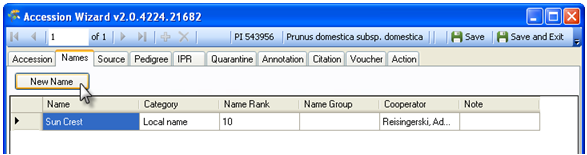 Accession Wizard v2.0.4224.21682
1 of 1 PI 543956 Prunus domestica subsp. domestica Save Save and Exit
Accession Names Source Pedigree IPR Quarantine Annotation Citation Voucher Action
New Name
Name Category Name Rank Name Group Cooperator Note
Sun Crest Local name 10 Reisingerski, Ad...